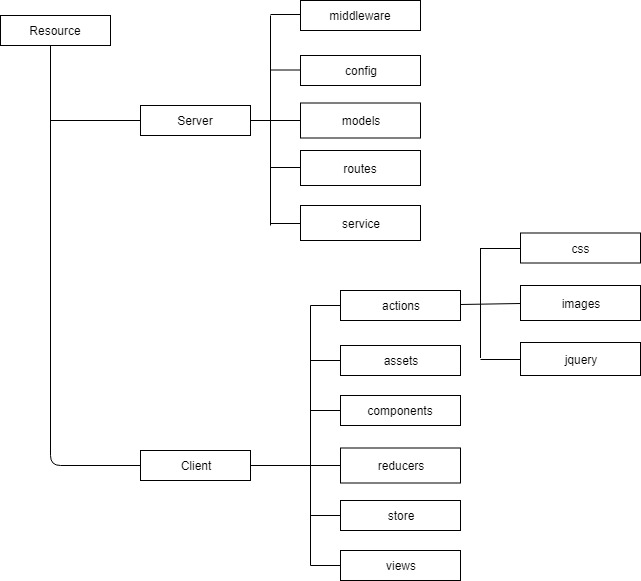 Resource
Server
middleware
config
models
routes
service
Client
actions
css
images
jquery
assets
components
reducers
store
views